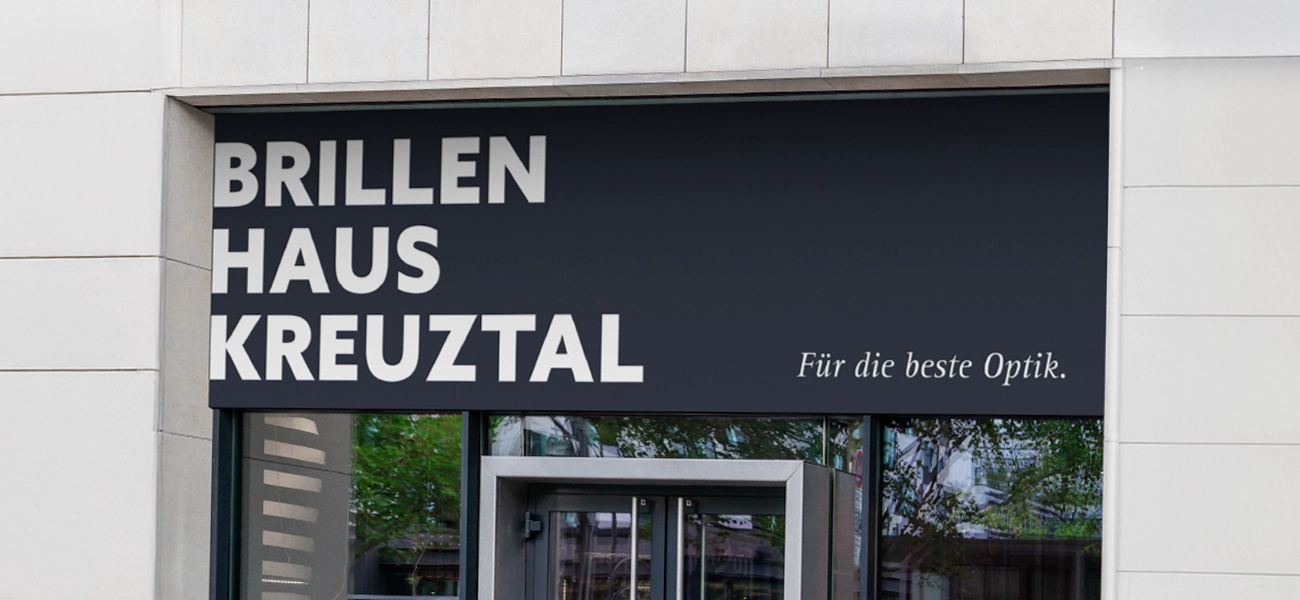 BRILLEN
HAUS
KREUZTAL
Für die beste Optik.